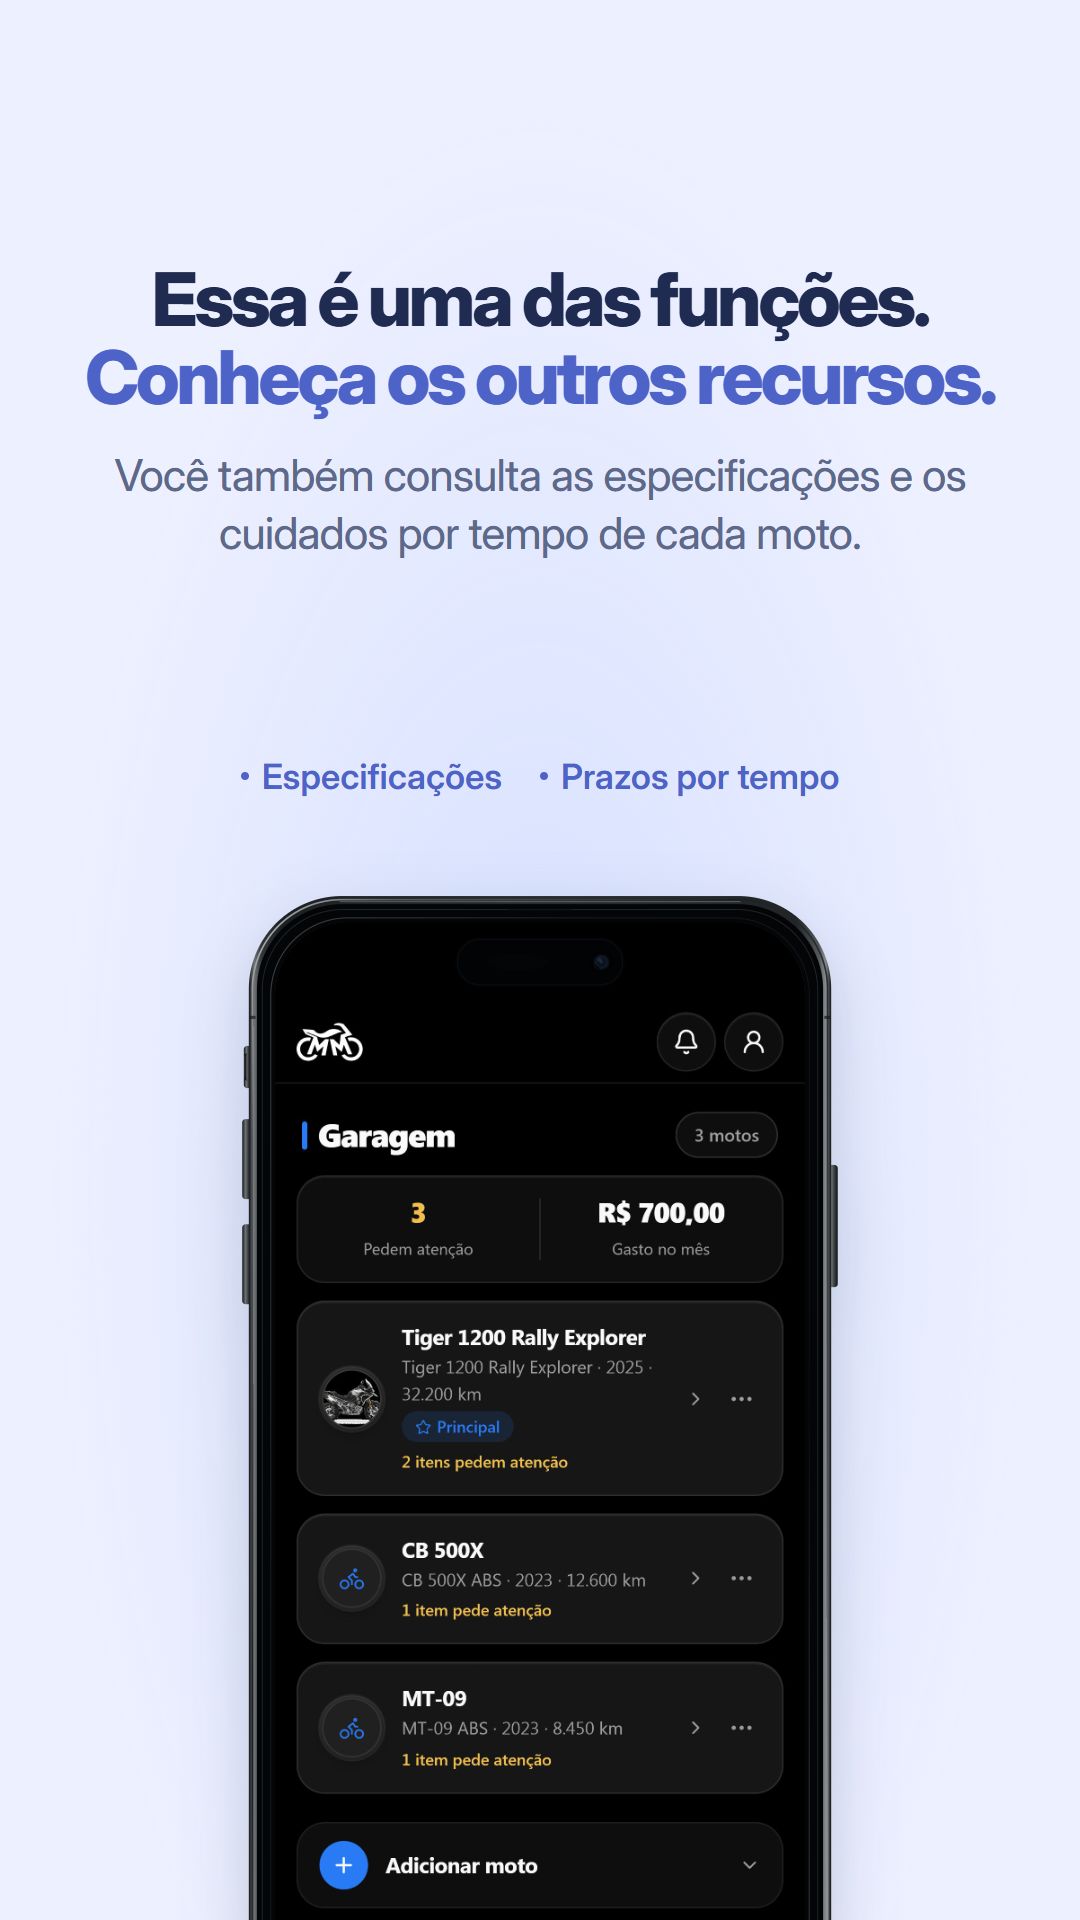 Essa é uma das funções.
Conheça os outros recursos.
Você também consulta as especificações e os
cuidados por tempo de cada moto.
• Especificações • Prazos por tempo
MM
Garagem
3 motos
3
Pedem atenção
R$ 700,00
Gasto no mês
Tiger 1200 Rally Explorer
Tiger 1200 Rally Explorer · 2025 ·
32.200 km
Principal
2 itens pedem atenção
CB 500X
CB 500X ABS · 2023 · 12.600 km
1 item pede atenção
MT-09
MT-09 ABS · 2023 · 8.450 km
1 item pede atenção
Adicionar moto